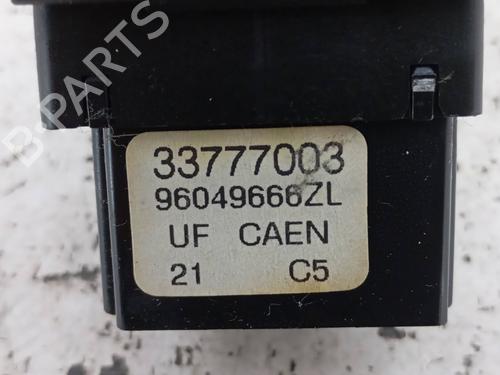 B-PARTS
33777003
96049666ZL
UF CAEN
21 C5